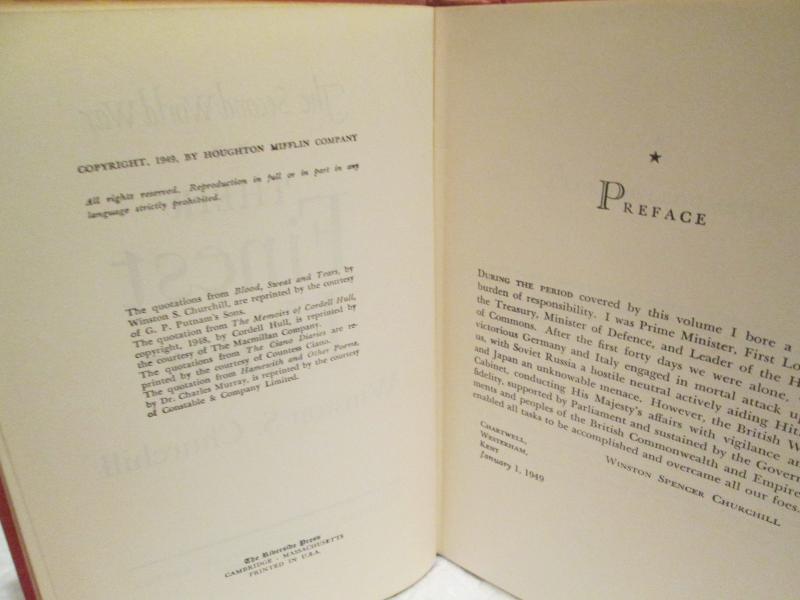 COPYRIGHT, 1949, BY HOUGHTON MIFFLIN COMPANY
All rights reserved. Reproduction in full or in part in any
language strictly prohibited.
The quotations from Blood, Sweat and Tears, by
Winston S. Churchill, are reprinted by the courtesy
of G. P. Putnam's Sons.
The quotation from The Memoirs of Cordell Hull,
copyright, 1948, by Cordell Hull, is reprinted by
the courtesy of The Macmillan Company.
The quotations from The Ciano Diaries are re-
printed by the courtesy of Countess Ciano.
The quotation from Hamewith and Other Poems,
by Dr. Charles Murray, is reprinted by the courtesy
of Constable & Company Limited.
The Riverside Press
CAMBRIDGE · MASSACHUSETTS
PRINTED IN U.S.A.
PREFACE
DURING THE PERIOD covered by this volume I bore a
burden of responsibility. I was Prime Minister, First Lo
the Treasury, Minister of Defence, and Leader of the H
of Commons. After the first forty days we were alone,
victorious Germany and Italy engaged in mortal attack up
us, with Soviet Russia a hostile neutral actively aiding Hit
and Japan an unknowable menace. However, the British W
Cabinet, conducting His Majesty's affairs with vigilance an
fidelity, supported by Parliament and sustained by the Govern
ments and peoples of the British Commonwealth and Empire
enabled all tasks to be accomplished and overcame all our foes.
CHARTWELL,
WESTERHAM,
KENT
January 1, 1949
WINSTON SPENCER CHURCHILL